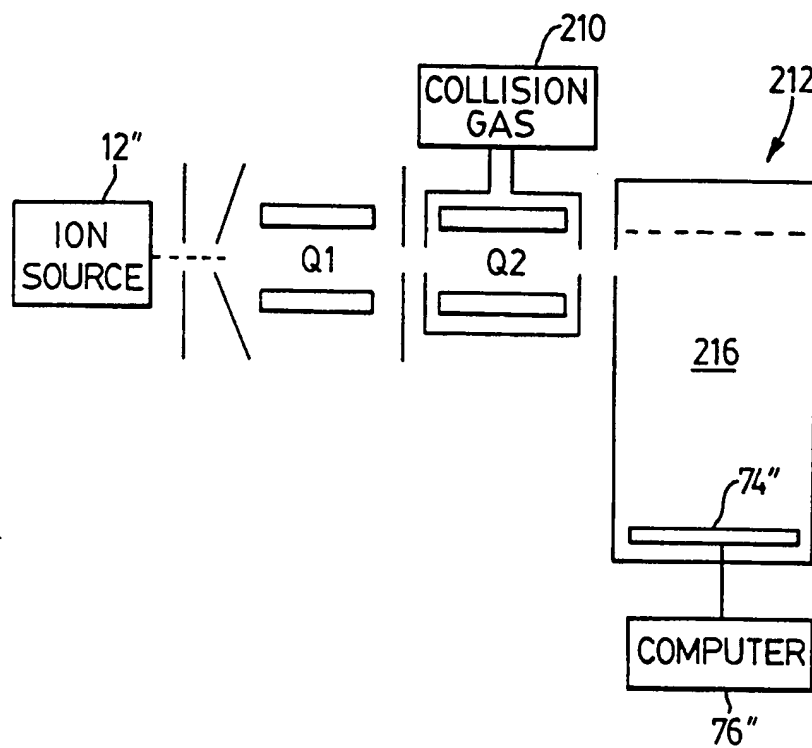 210
COLLISION
GAS
212
12"
ION
SOURCE
Q1
Q2
216
74"
COMPUTER
76"